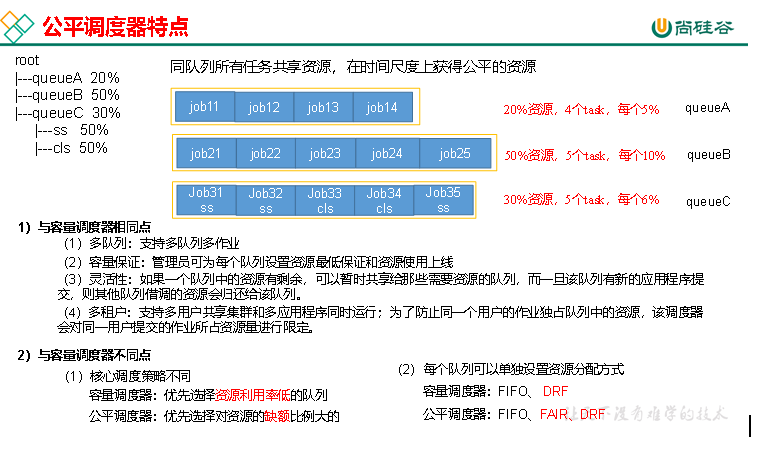 公平调度器特点
尚硅谷
root
|---queueA 20%
|---queueB 50%
|---queueC 30%
|---ss 50%
|---cls 50%
同队列所有任务共享资源，在时间尺度上获得公平的资源
job11 job12 job13 job14
20%资源，4个task，每个5% queueA
job21 job22 job23 job24 job25
50%资源，5个task，每个10% queueB
Job31 Job32 Job33 Job34 Job35
ss ss cls cls ss
30%资源，5个task，每个6% queueC
1）与容量调度器相同点
（1）多队列：支持多队列多作业
（2）容量保证：管理员可为每个队列设置资源最低保证和资源使用上线
（3）灵活性：如果一个队列中的资源有剩余，可以暂时共享给那些需要资源的队列，而一旦该队列有新的应用程序提
交，则其他队列借调的资源会归还给该队列。
（4）多租户：支持多用户共享集群和多应用程序同时运行；为了防止同一个用户的作业独占队列中的资源，该调度器
会对同一用户提交的作业所占资源量进行限定。
2）与容量调度器不同点
（1）核心调度策略不同
容量调度器：优先选择资源利用率低的队列
公平调度器：优先选择对资源的缺额比例大的
（2）每个队列可以单独设置资源分配方式
容量调度器：FIFO、 DRF
公平调度器：FIFO、FAIR、DRF
让天下没有难学的技术